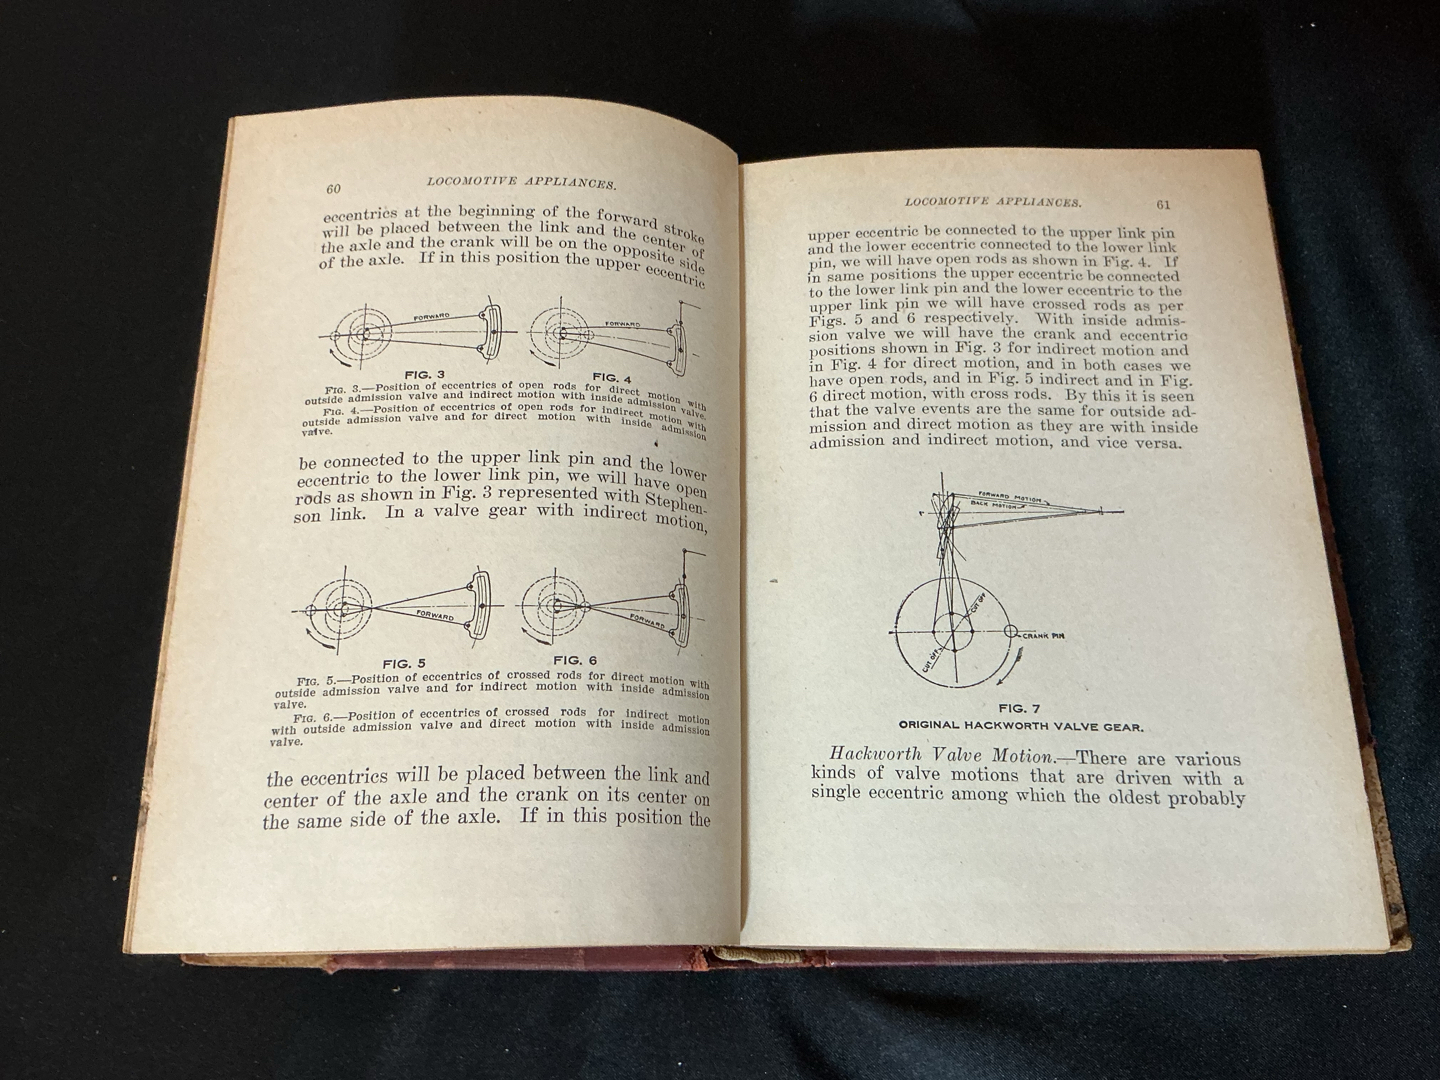 60
LOCOMOTIVE APPLIANCES.
eccentrics at the beginning of the forward stroke
will be placed between the link and the center of
the axle and the crank will be on the opposite side
of the axle. If in this position the upper eccentric
FORWARD
FORWARD
FIG. 3
FIG. 4
FIG. 3.—Position of eccentrics of open rods for direct motion with
outside admission valve and indirect motion with inside admission valve.
FIG. 4.—Position of eccentrics of open rods for indirect motion with
outside admission valve and for direct motion with inside admission
valve.
be connected to the upper link pin and the lower
eccentric to the lower link pin, we will have open
rods as shown in Fig. 3 represented with Stephen-
son link. In a valve gear with indirect motion,
FORWARD
FORWARD
FIG. 5
FIG. 6
FIG. 5.—Position of eccentrics of crossed rods for direct motion with
outside admission valve and for indirect motion with inside admission
valve.
FIG. 6.—Position of eccentrics of crossed rods for indirect motion
with outside admission valve and direct motion with inside admission
valve.
the eccentrics will be placed between the link and
center of the axle and the crank on its center on
the same side of the axle. If in this position the
LOCOMOTIVE APPLIANCES.
61
upper eccentric be connected to the upper link pin
and the lower eccentric connected to the lower link
pin, we will have open rods as shown in Fig. 4. If
in same positions the upper eccentric be connected
to the lower link pin and the lower eccentric to the
upper link pin we will have crossed rods as per
Figs. 5 and 6 respectively. With inside admis-
sion valve we will have the crank and eccentric
positions shown in Fig. 3 for indirect motion and
in Fig. 4 for direct motion, and in both cases we
have open rods, and in Fig. 5 indirect and in Fig.
6 direct motion, with cross rods. By this it is seen
that the valve events are the same for outside ad-
mission and direct motion as they are with inside
admission and indirect motion, and vice versa.
FORWARD MOTION
BACK MOTION
CUT OFF
CRANK PIN
CUT OFF
FIG. 7
ORIGINAL HACKWORTH VALVE GEAR.
Hackworth Valve Motion.—There are various
kinds of valve motions that are driven with a
single eccentric among which the oldest probably